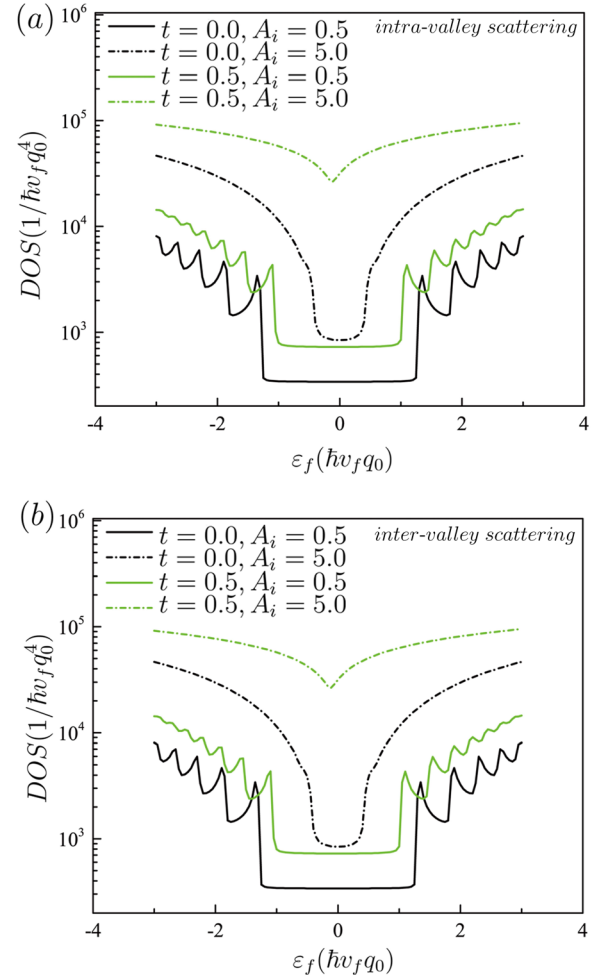 (a)
intra-valley scattering
t = 0.0, A_i = 0.5
t = 0.0, A_i = 5.0
t = 0.5, A_i = 0.5
t = 0.5, A_i = 5.0
DOS(1/ℏv_f q_0^4)
10^6
10^5
10^4
10^3
-4 -2 0 2 4
ε_f(ℏv_f q_0)
(b)
inter-valley scattering
t = 0.0, A_i = 0.5
t = 0.0, A_i = 5.0
t = 0.5, A_i = 0.5
t = 0.5, A_i = 5.0
DOS(1/ℏv_f q_0^4)
10^6
10^5
10^4
10^3
-4 -2 0 2 4
ε_f(ℏv_f q_0)